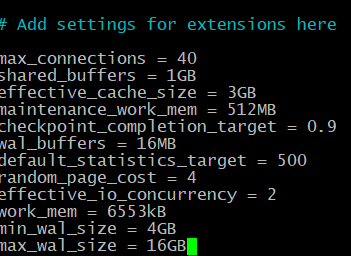 # Add settings for extensions here
max_connections = 40
shared_buffers = 1GB
effective_cache_size = 3GB
maintenance_work_mem = 512MB
checkpoint_completion_target = 0.9
wal_buffers = 16MB
default_statistics_target = 500
random_page_cost = 4
effective_io_concurrency = 2
work_mem = 6553kB
min_wal_size = 4GB
max_wal_size = 16GB